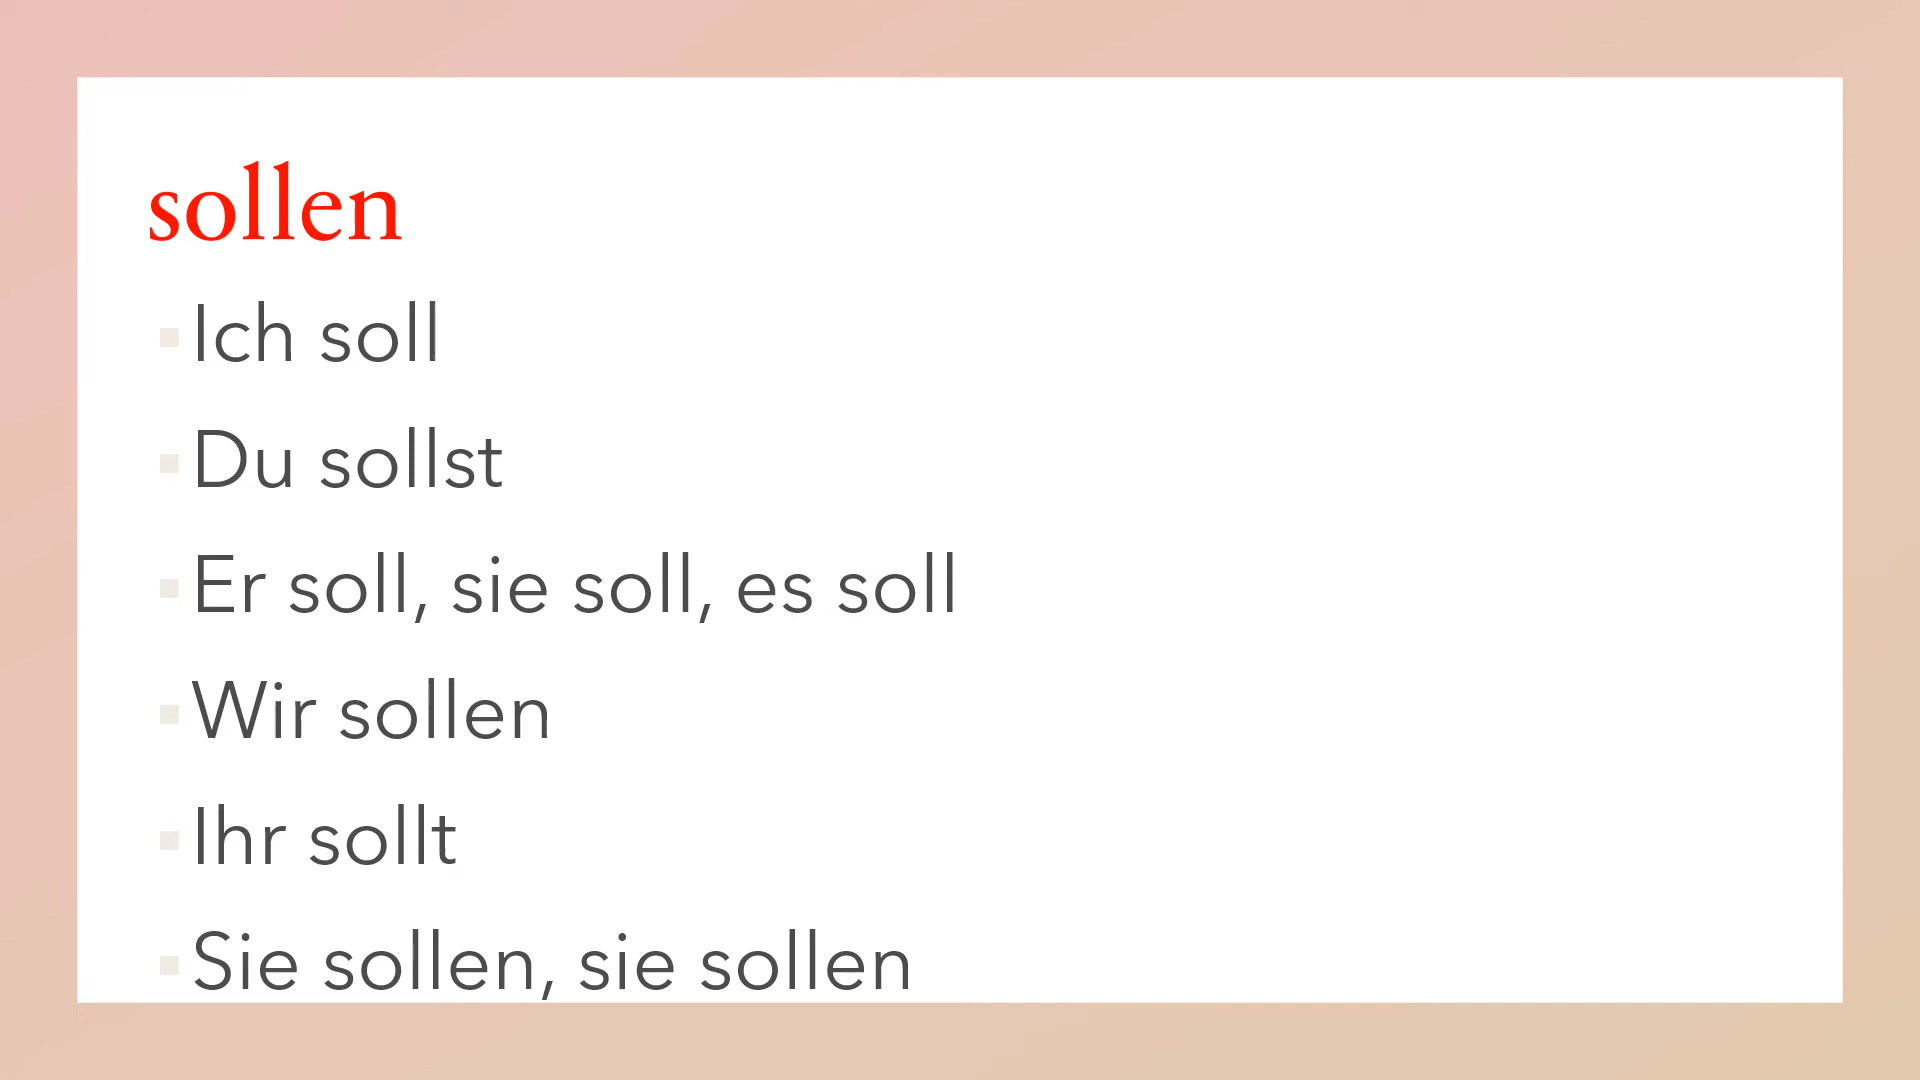 sollen
Ich soll
Du sollst
Er soll, sie soll, es soll
Wir sollen
Ihr sollt
Sie sollen, sie sollen